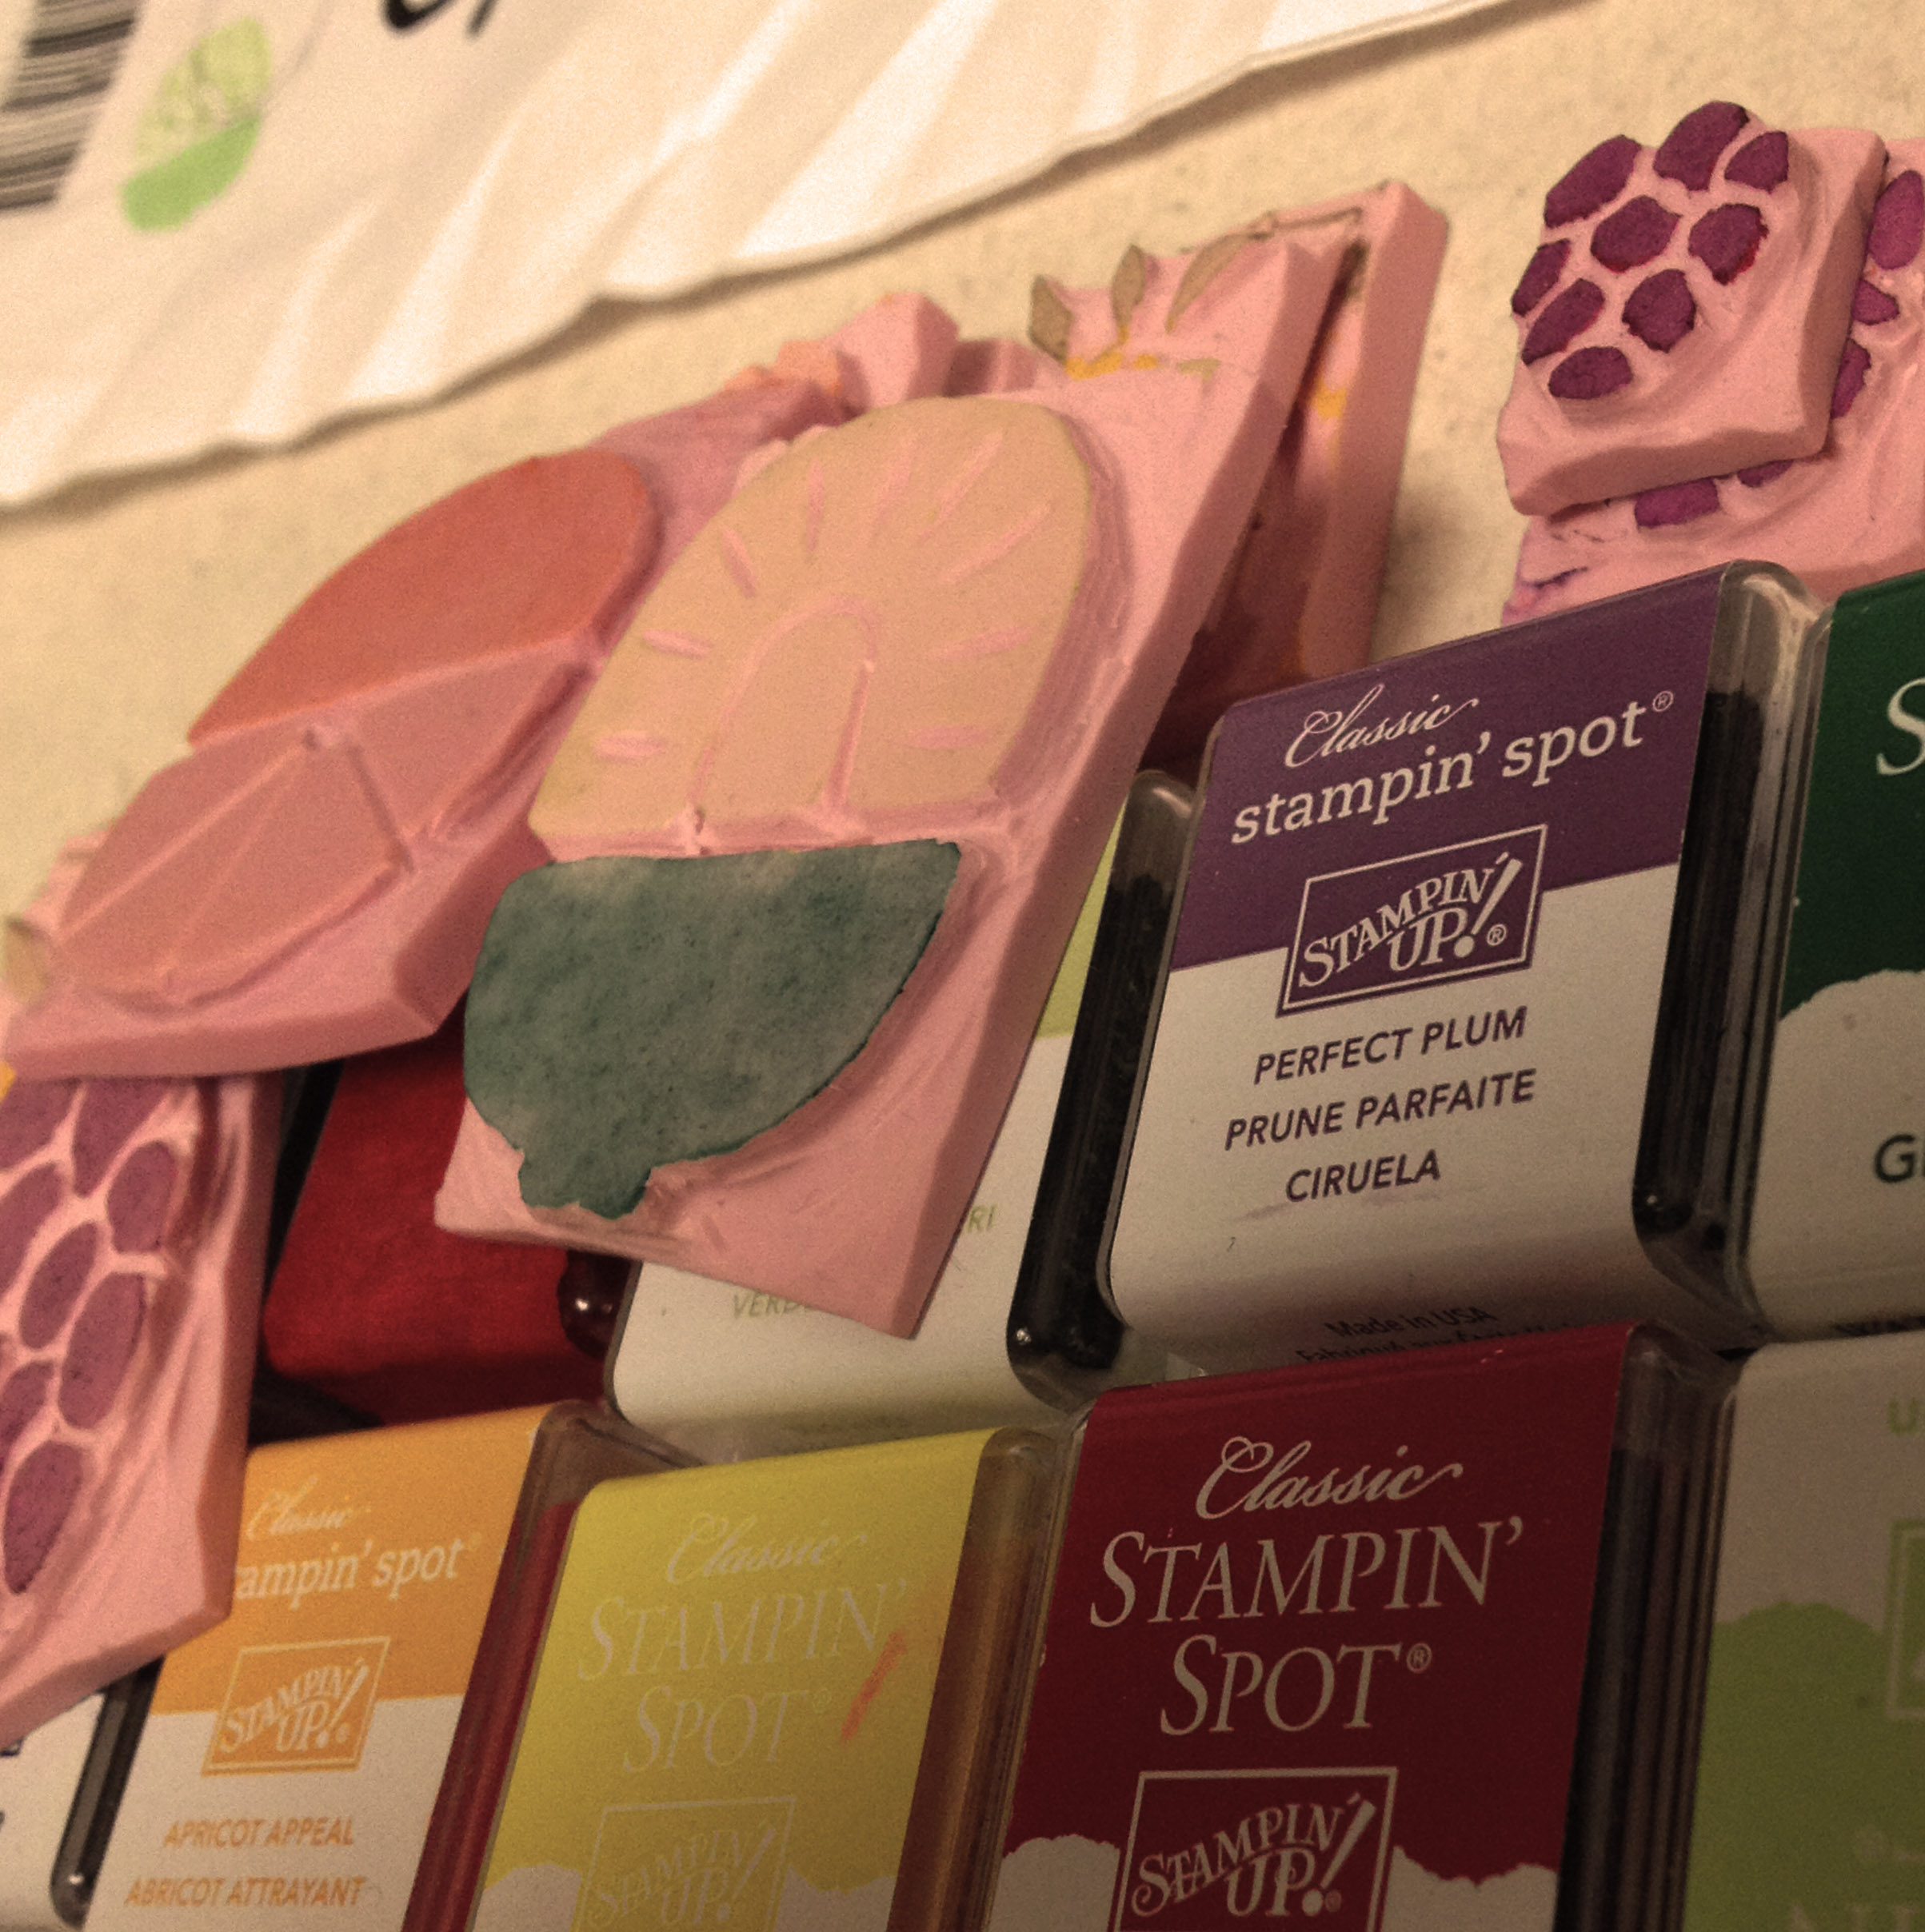 Classic
stampin' spot®
STAMPIN'
UP!®
PERFECT PLUM
PRUNE PARFAITE
CIRUELA
Made in USA
Classic
STAMPIN'
SPOT®
STAMPIN'
UP!®
Classic
STAMPIN'
SPOT®
STAMPIN'
UP!
Classic
ampin' spot®
STAMPIN'
UP!®
APRICOT APPEAL
ABRICOT ATTRAYANT